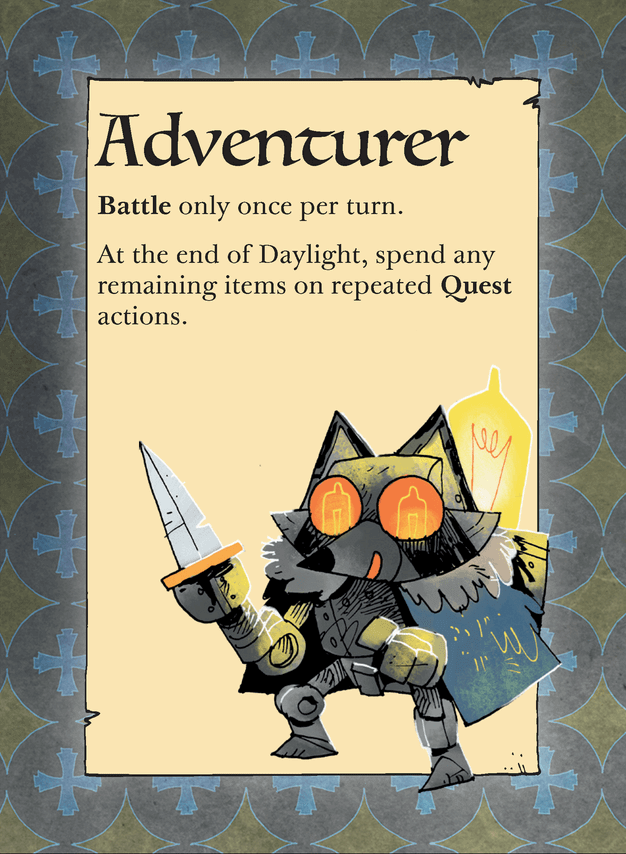 Adventurer
Battle only once per turn.
At the end of Daylight, spend any
remaining items on repeated Quest
actions.